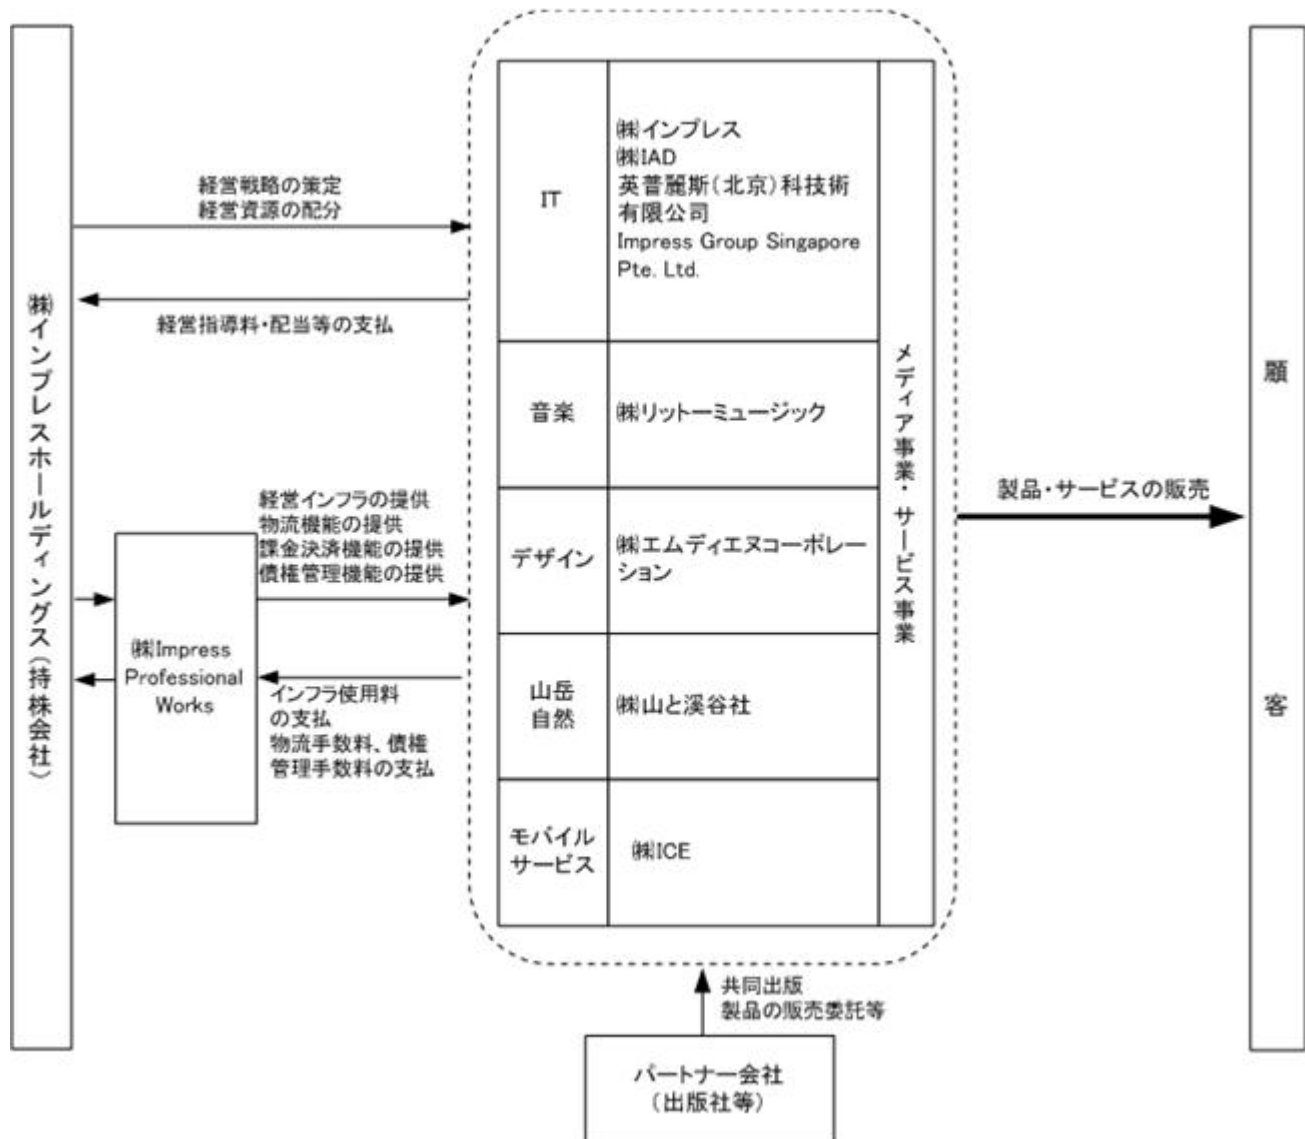 ㈱インプレスホールディングス(持株会社)
経営戦略の策定
経営資源の配分
経営指導料・配当等の支払
経営インフラの提供
物流機能の提供
課金決済機能の提供
債権管理機能の提供
㈱Impress
Professional
Works
インフラ使用料
の支払
物流手数料、債権
管理手数料の支払
IT
㈱インプレス
㈱IAD
英普麗斯(北京)科技術
有限公司
Impress Group Singapore
Pte. Ltd.
音楽
㈱リットーミュージック
デザイン
㈱エムディエヌコーポレー
ション
山岳
自然
㈱山と溪谷社
モバイル
サービス
㈱ICE
メディア事業・サービス事業
製品・サービスの販売
顧客
共同出版
製品の販売委託等
パートナー会社
(出版社等)